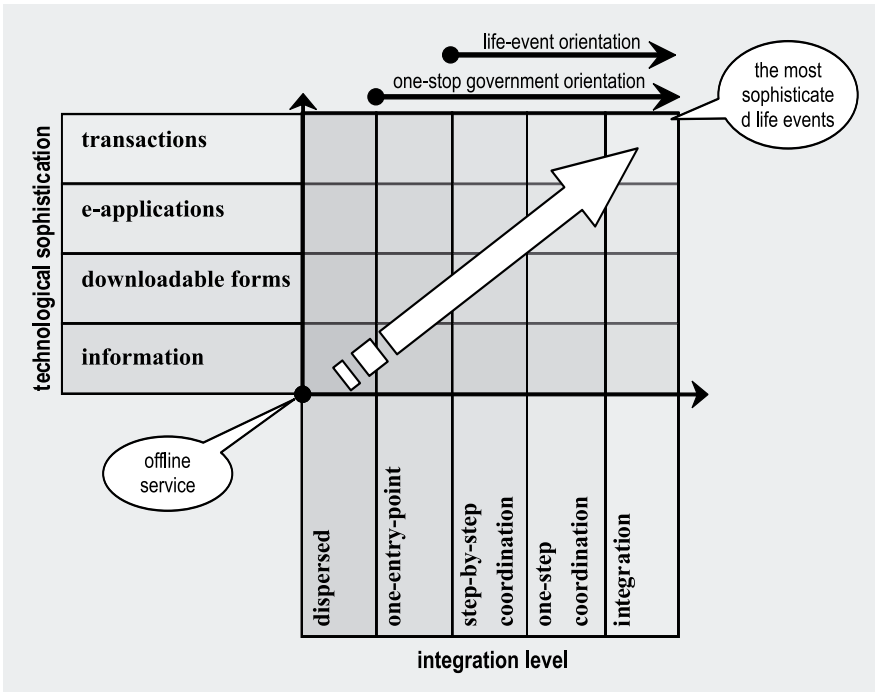 life-event orientation
one-stop government orientation
the most
sophisticate
d life events
technological sophistication
transactions
e-applications
downloadable forms
information
offline
service
dispersed
one-entry-point
step-by-step
coordination
one-step
coordination
integration
integration level